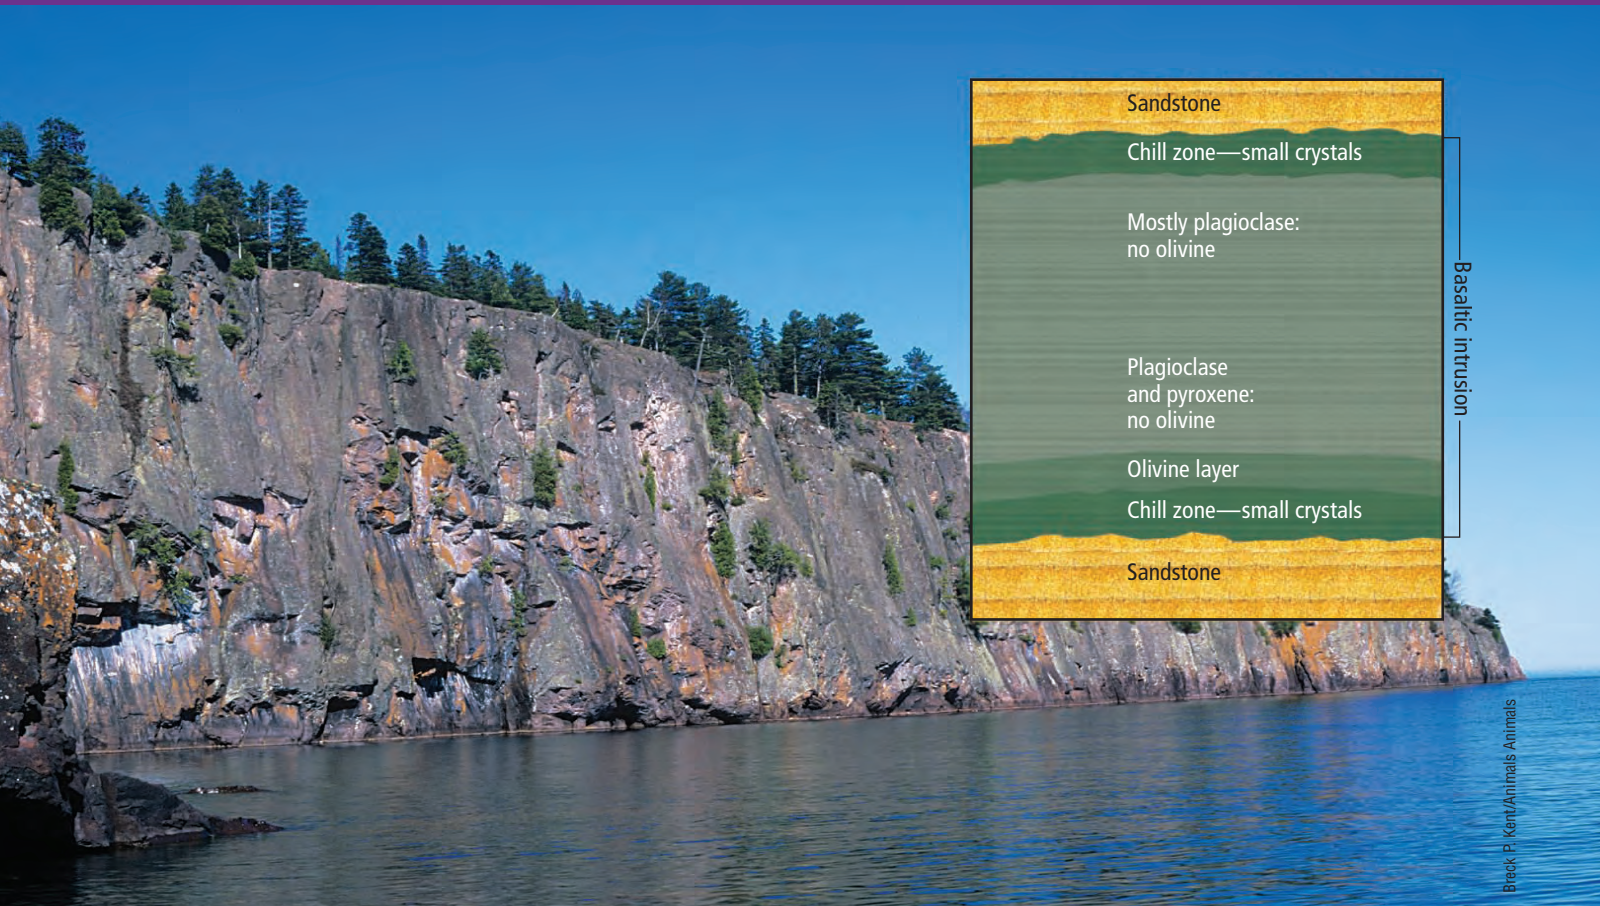 Sandstone
Chill zone—small crystals
Mostly plagioclase:
no olivine
Plagioclase
and pyroxene:
no olivine
Olivine layer
Chill zone—small crystals
Sandstone
Basaltic intrusion
Breck P. Kent/Animals Animals